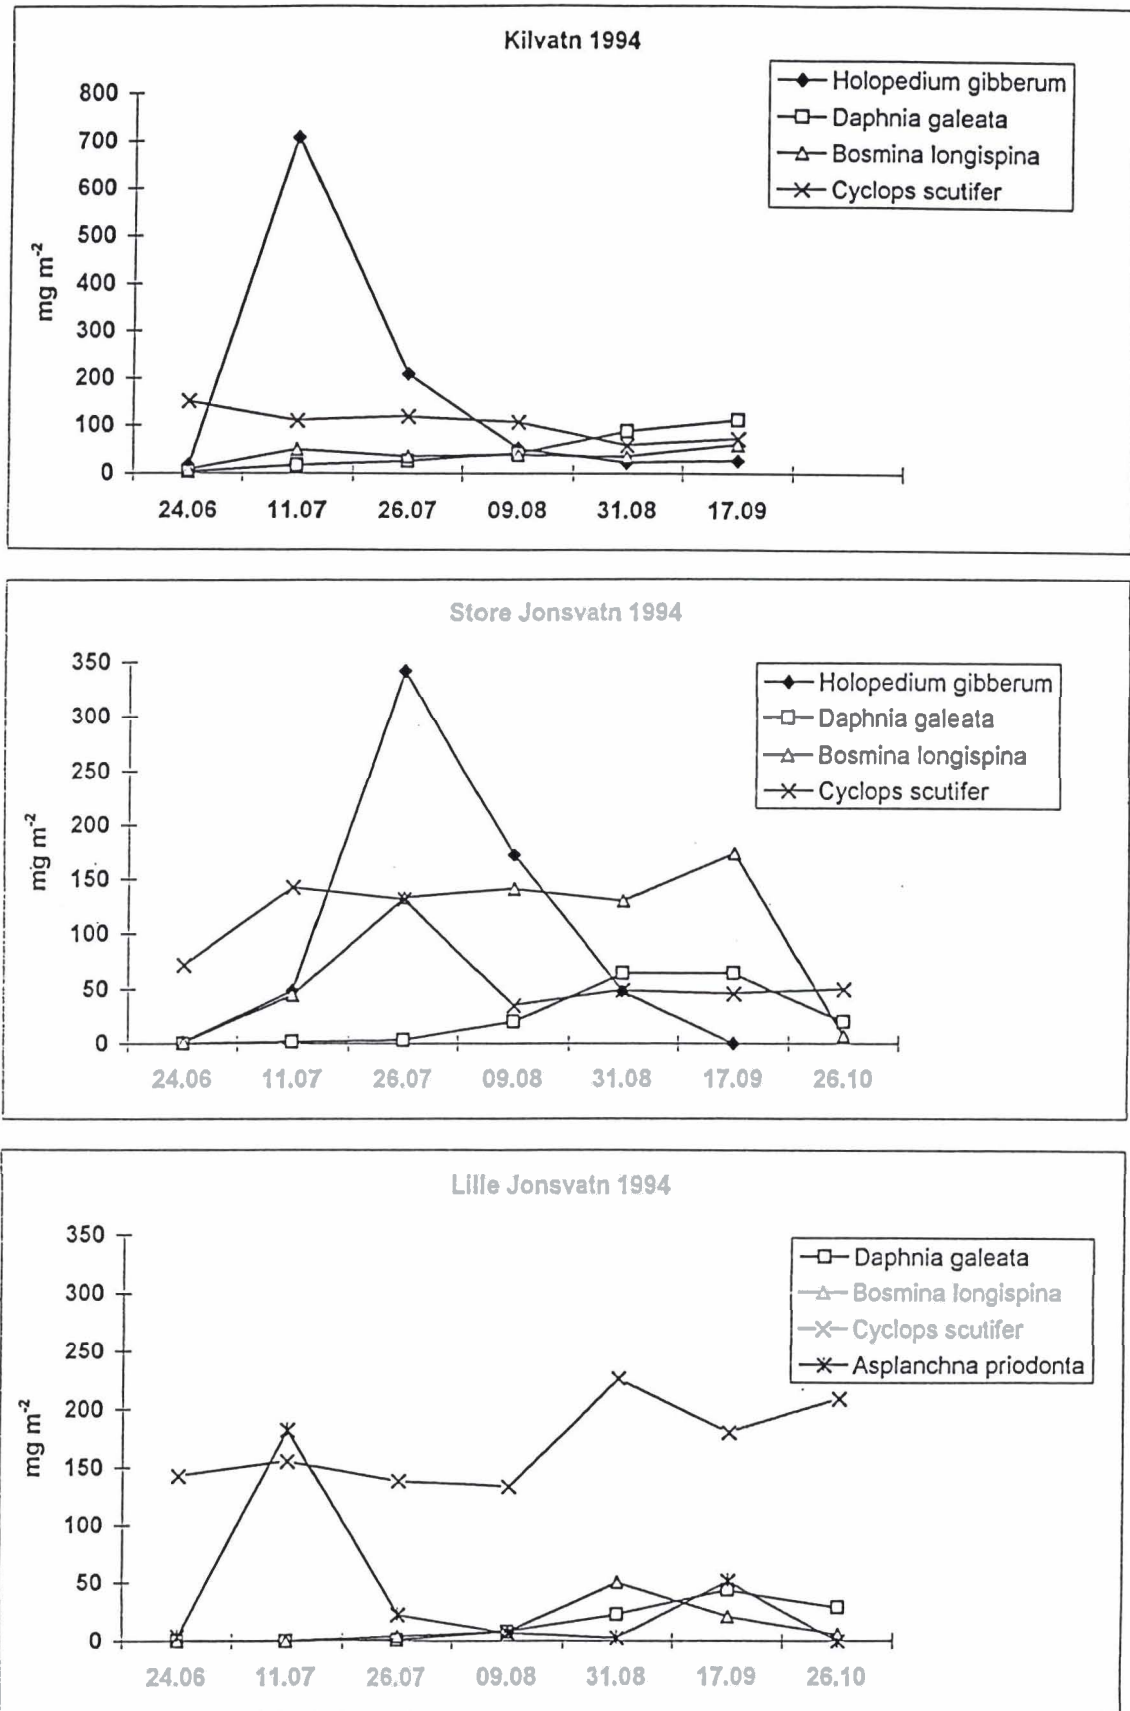 Kilvatn 1994
Holopedium gibberum
Daphnia galeata
Bosmina longispina
Cyclops scutifer
800
700
600
500
400
300
200
100
0
mg m⁻²
24.06 11.07 26.07 09.08 31.08 17.09
Store Jonsvatn 1994
Holopedium gibberum
Daphnia galeata
Bosmina longispina
Cyclops scutifer
350
300
250
200
150
100
50
0
mg m⁻²
24.06 11.07 26.07 09.08 31.08 17.09 26.10
Lille Jonsvatn 1994
Daphnia galeata
Bosmina longispina
Cyclops scutifer
Asplanchna priodonta
350
300
250
200
150
100
50
0
mg m⁻²
24.06 11.07 26.07 09.08 31.08 17.09 26.10